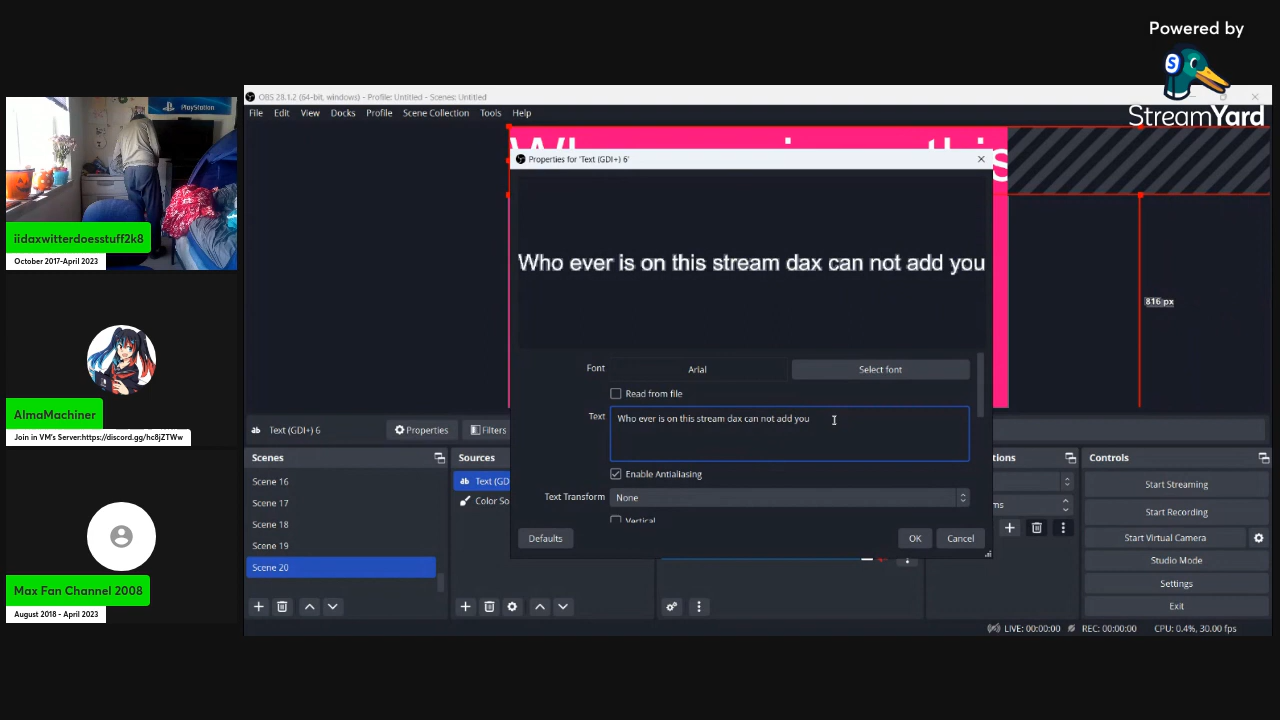 Powered by
StreamYard
PlayStation
iidaxwitterdoesstuff2k8
October 2017-April 2023
AlmaMachiner
Join in VM's Server:https://discord.gg/hc8jZTWw
Max Fan Channel 2008
August 2018 - April 2023
OBS 28.1.2 (64-bit, windows) - Profile: Untitled - Scenes: Untitled
File Edit View Docks Profile Scene Collection Tools Help
Properties for 'Text (GDI+) 6'
Who ever is on this stream dax can not add you
816 px
Font Arial Select font
Read from file
Text Who ever is on this stream dax can not add you
Enable Antialiasing
Text Transform None
Vertical
Defaults OK Cancel
Text (GDI+) 6 Properties Filters
Scenes
Scene 16
Scene 17
Scene 18
Scene 19
Scene 20
Sources
Text (GD
Color So
Controls
Start Streaming
Start Recording
Start Virtual Camera
Studio Mode
Settings
Exit
LIVE: 00:00:00 REC: 00:00:00 CPU: 0.4%, 30.00 fps